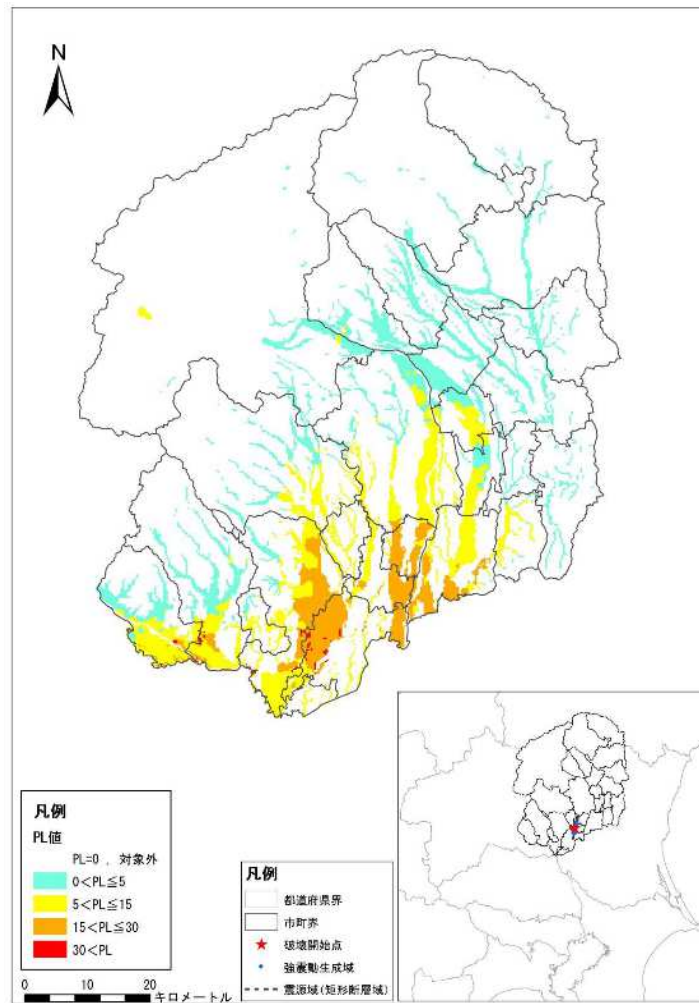 N
凡例
PL値
PL=0 , 対象外
0<PL≦5
5<PL≦15
15<PL≦30
30<PL
0 10 20
キロメートル
凡例
都道府県界
市町界
破壊開始点
強震動生成域
震源域(矩形断層域)